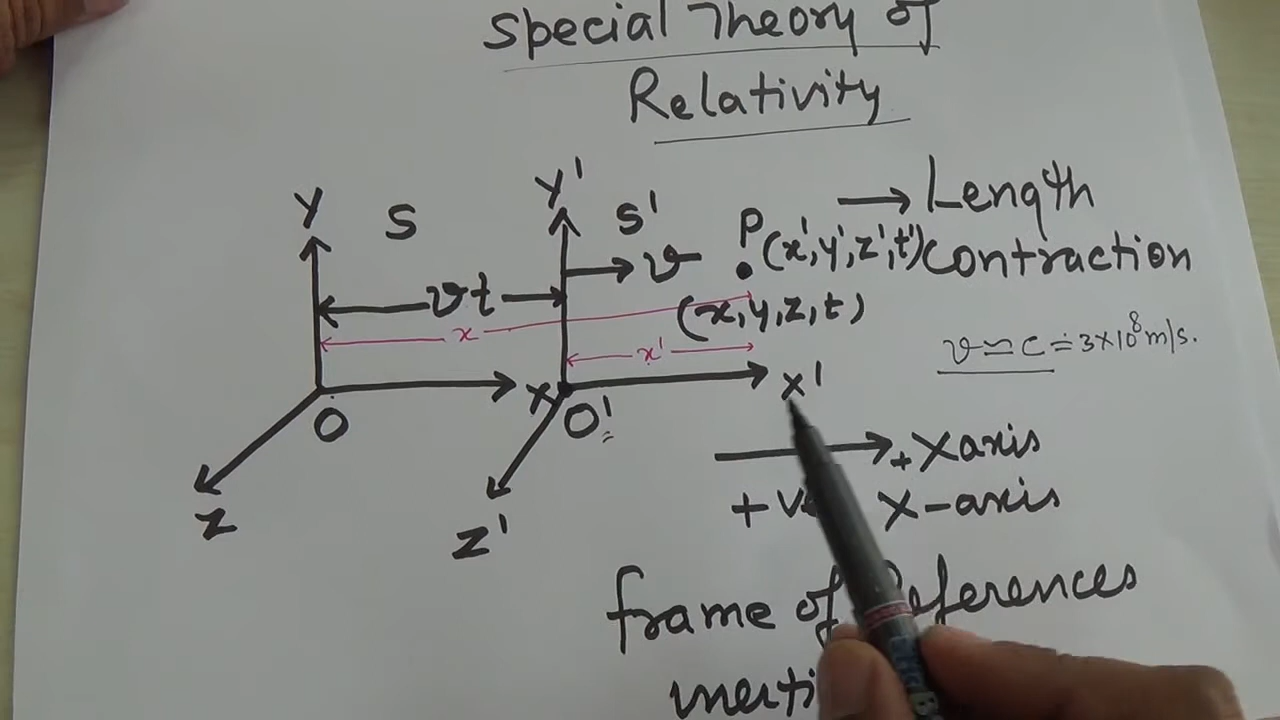 Special Theory of
Relativity
Y
S
Y'
S'
→ Length
contraction
P
(x', y', z', t')
(x, y, z, t)
v
vt
x
x'
v ≃ c = 3×10⁸ m/s.
X
X'
O
O'
Z
Z'
+ X axis
X-axis
frame of